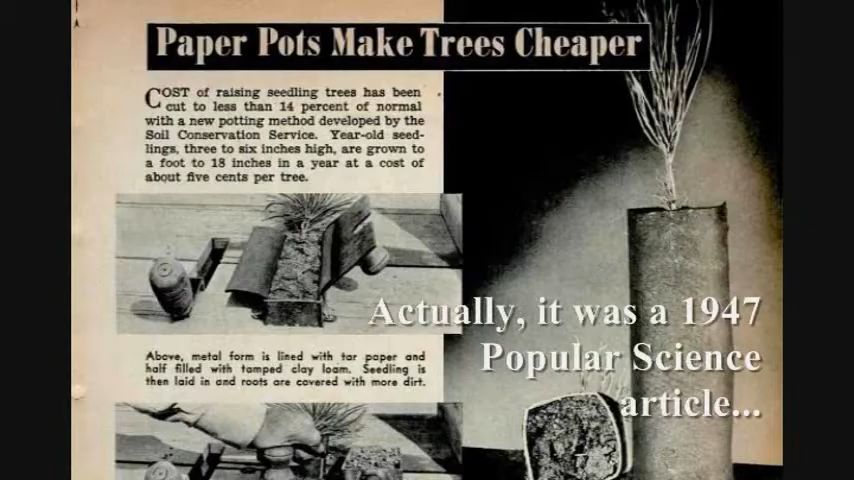 Paper Pots Make Trees Cheaper
COST of raising seedling trees has been
cut to less than 14 percent of normal
with a new potting method developed by the
Soil Conservation Service. Year-old seed-
lings, three to six inches high, are grown to
a foot to 18 inches in a year at a cost of
about five cents per tree.
Above, metal form is lined with tar paper and
half filled with tamped clay loam. Seedling is
then laid in and roots are covered with more dirt.
Actually, it was a 1947
Popular Science
article...